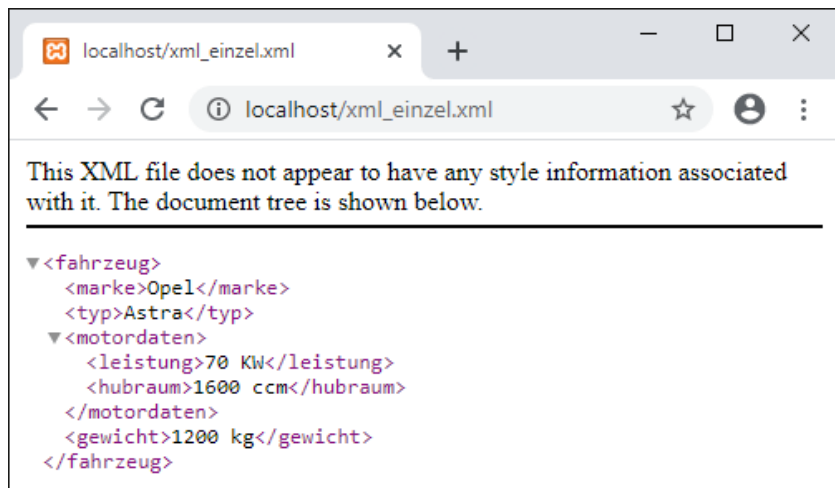 localhost/xml_einzel.xml
localhost/xml_einzel.xml
This XML file does not appear to have any style information associated
with it. The document tree is shown below.
▼<fahrzeug>
<marke>Opel</marke>
<typ>Astra</typ>
▼<motordaten>
<leistung>70 KW</leistung>
<hubraum>1600 ccm</hubraum>
</motordaten>
<gewicht>1200 kg</gewicht>
</fahrzeug>